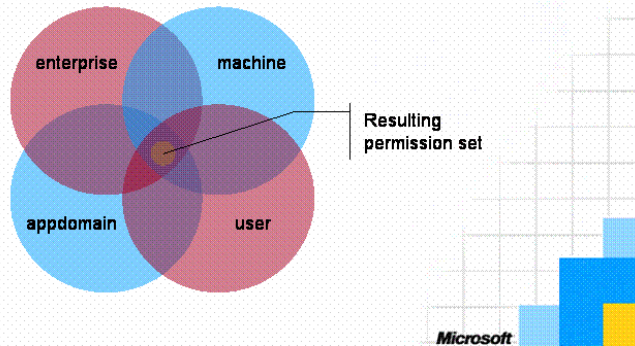 enterprise
machine
Resulting
permission set
appdomain
user
Microsoft